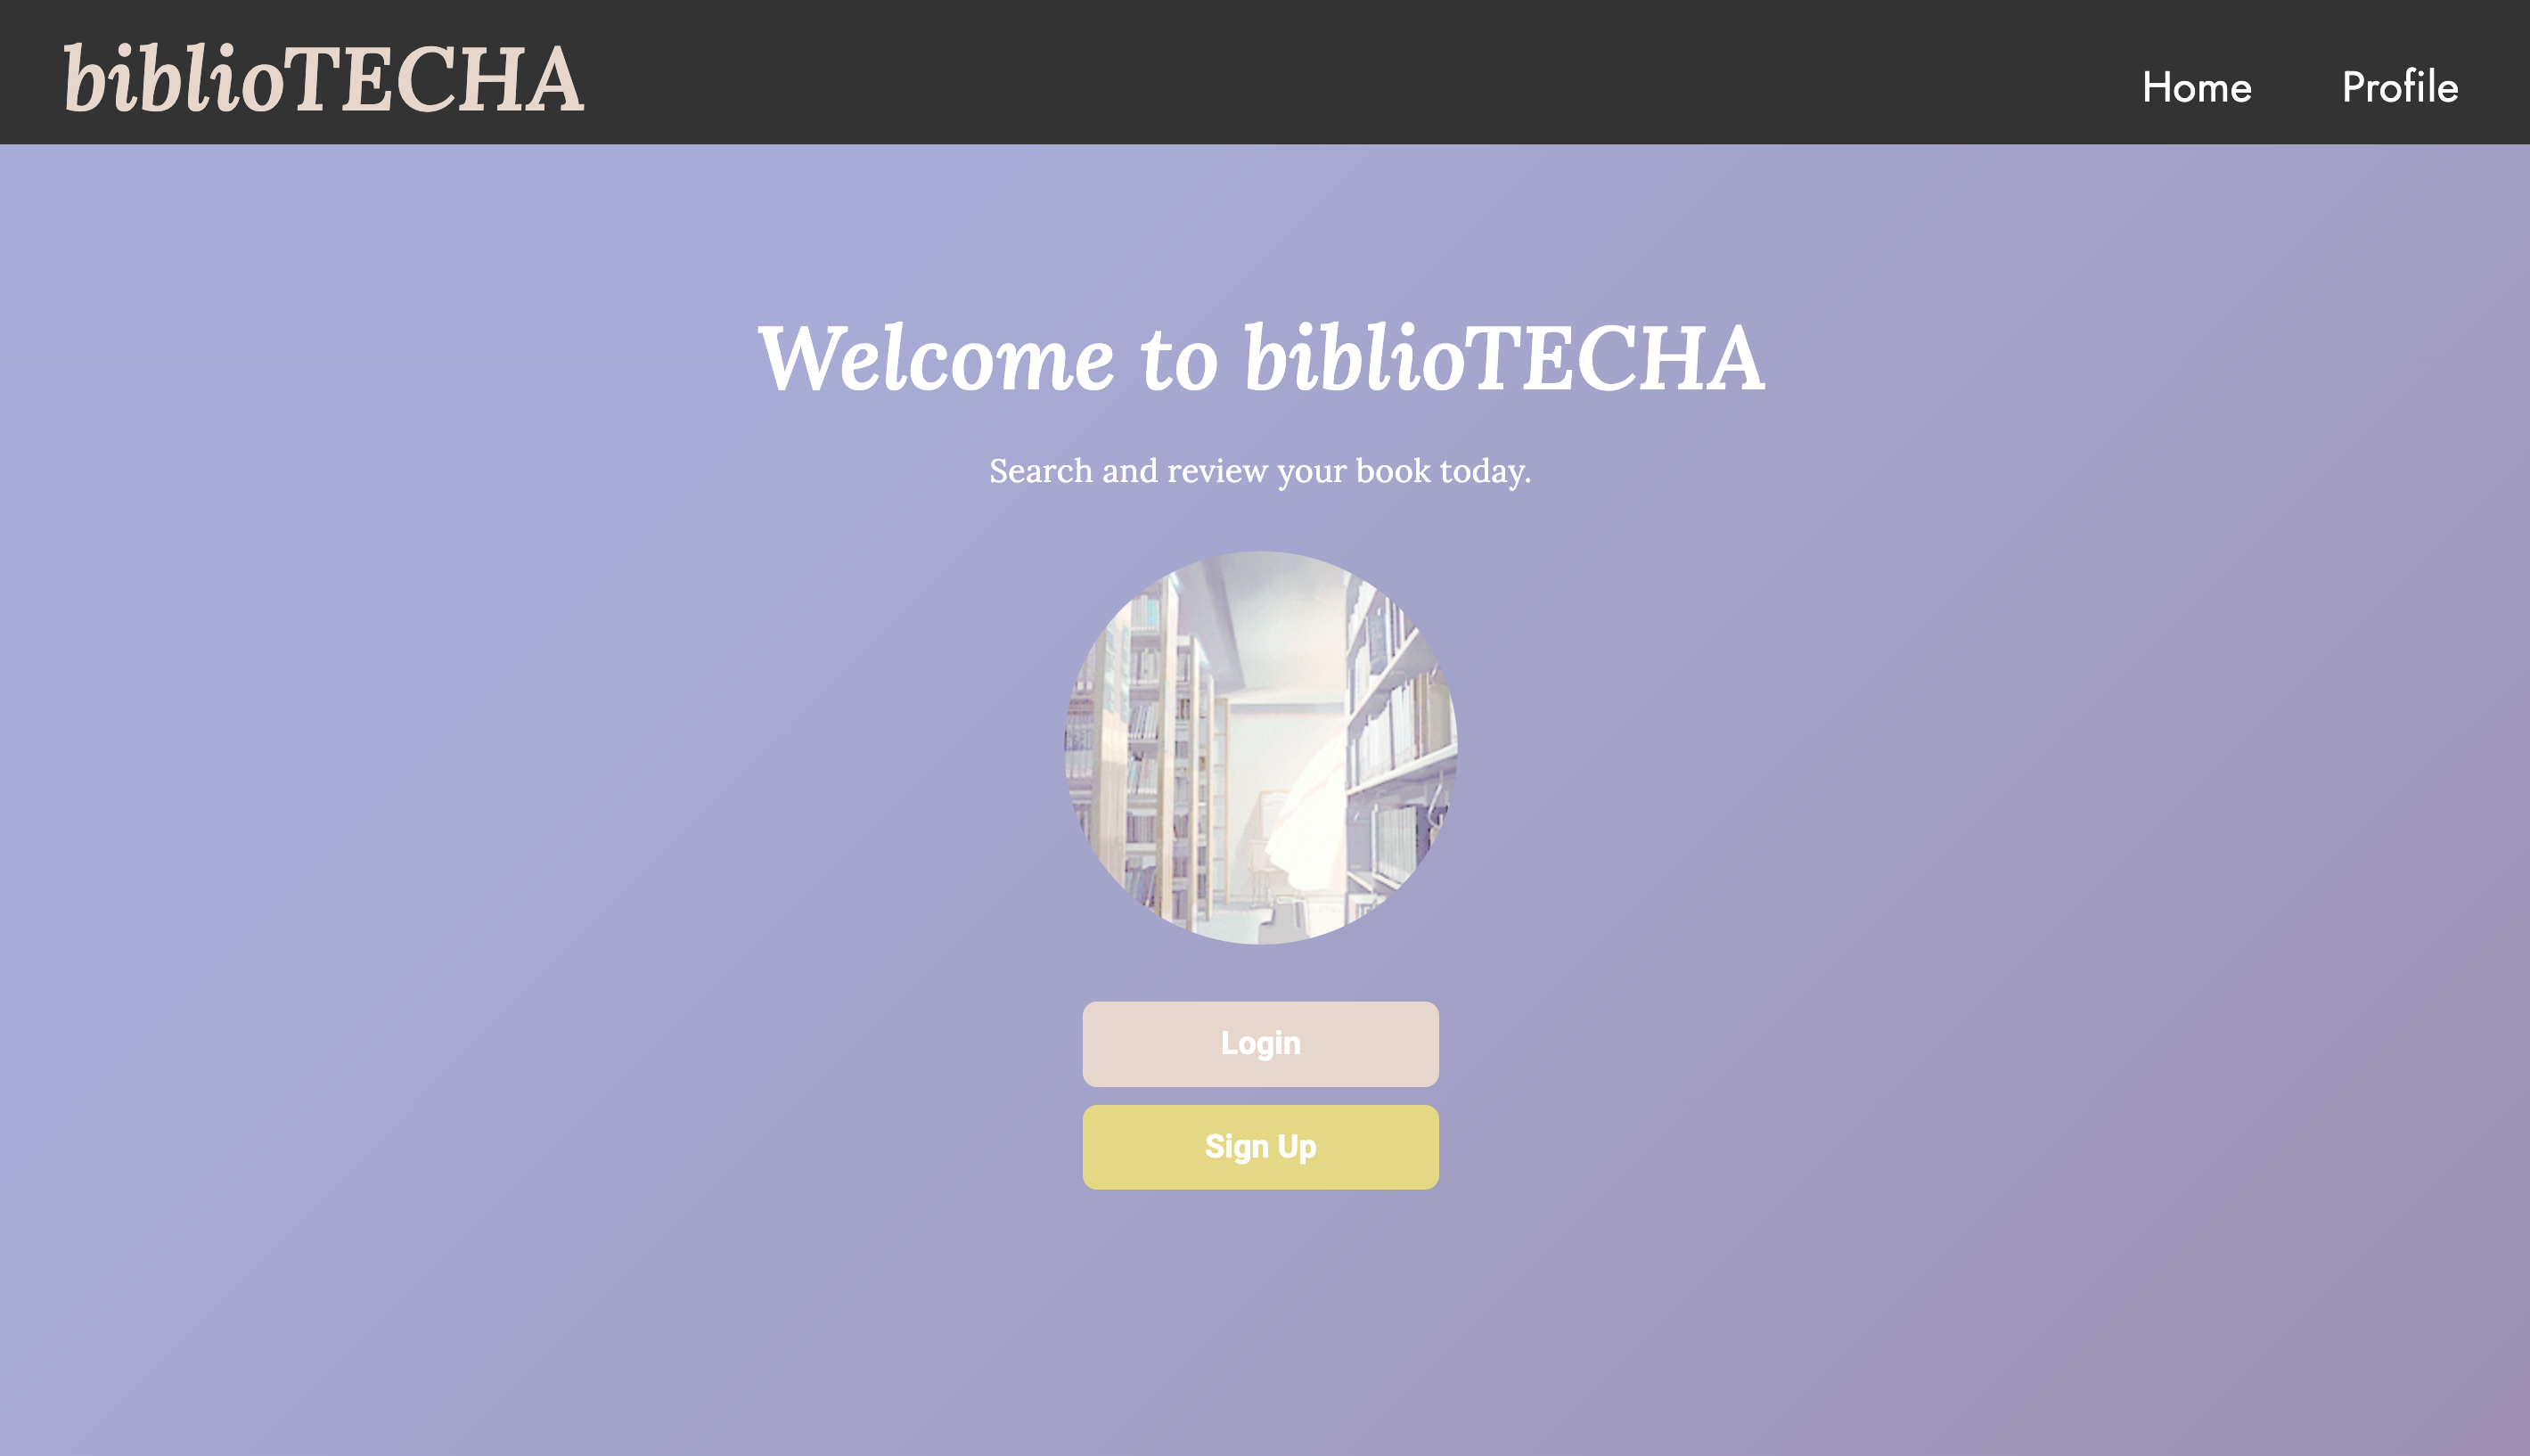 biblioTECHA
Home
Profile
Welcome to biblioTECHA
Search and review your book today.
Login
Sign Up